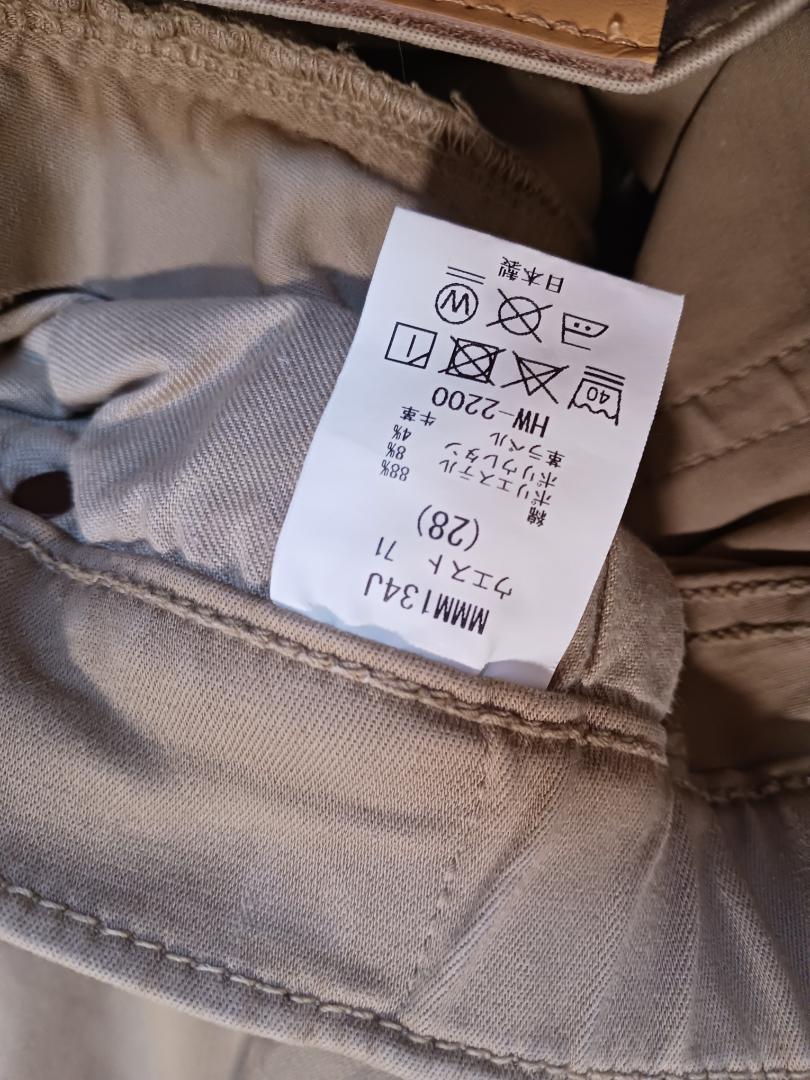 MMM134J
ウエスト 71
(28)
綿 88%
ポリエステル 8%
ポリウレタン 4%
革ラベル 牛革
HW-2200
40
W
日本製